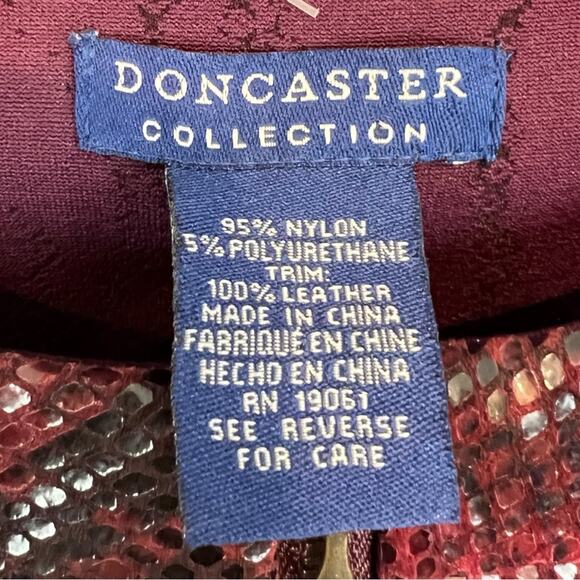 DONCASTER
COLLECTION
95% NYLON
5% POLYURETHANE
TRIM:
100% LEATHER
MADE IN CHINA
FABRIQUÉ EN CHINE
HECHO EN CHINA
RN 19061
SEE REVERSE
FOR CARE